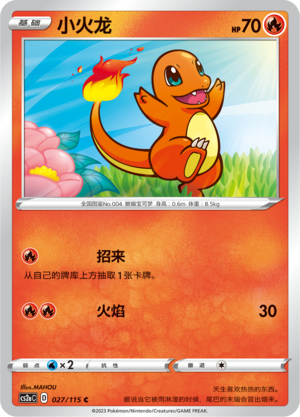 基础 小火龙 HP70
全国图鉴No.004 蜥蜴宝可梦 身高:0.6m 体重:8.5kg
招来
从自己的牌库上方抽取1张卡牌。
火焰 30
弱点 ×2 抵抗力 撤退
Illus.MAHOU
天生喜欢热热的东西。
据说当它被雨淋湿的时候,尾巴的末端会冒出烟来。
D 027/115 C
©2023 Pokémon/Nintendo/Creatures/GAME FREAK.